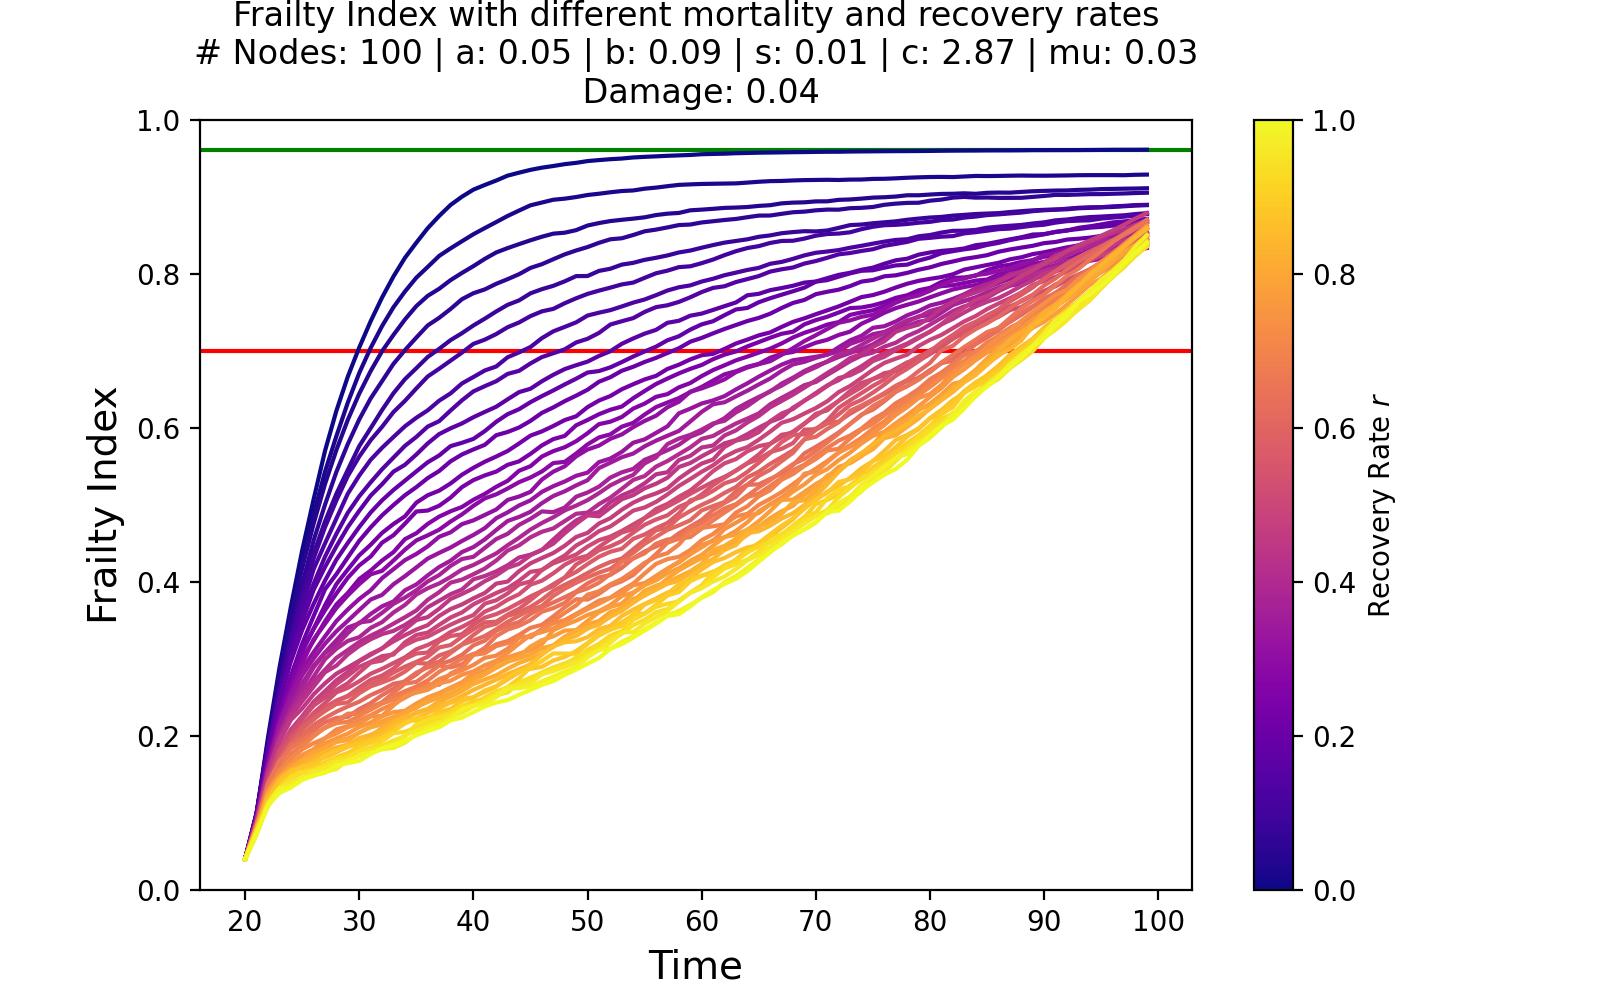 Frailty Index with different mortality and recovery rates
# Nodes: 100 | a: 0.05 | b: 0.09 | s: 0.01 | c: 2.87 | mu: 0.03
Damage: 0.04
1.0
0.8
0.6
0.4
0.2
0.0
Frailty Index
20 30 40 50 60 70 80 90 100
Time
1.0
0.8
0.6
0.4
0.2
0.0
Recovery Rate r